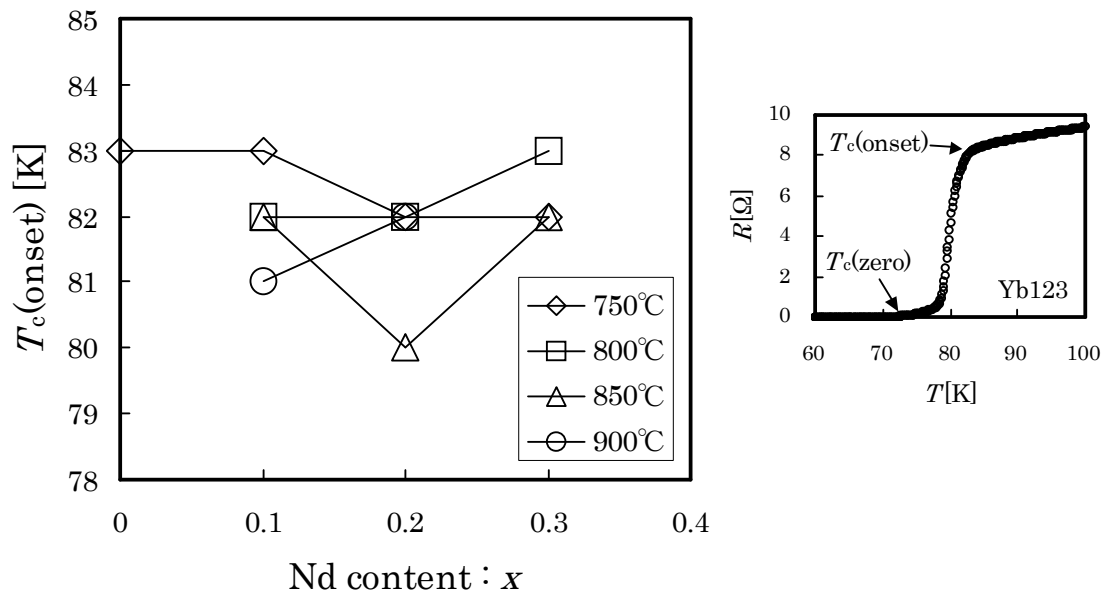 85
84
83
82
81
80
79
78
Tc(onset) [K]
0 0.1 0.2 0.3 0.4
Nd content : x
750℃
800℃
850℃
900℃
10
8
6
4
2
0
R[Ω]
Tc(onset)
Tc(zero)
Yb123
60 70 80 90 100
T[K]